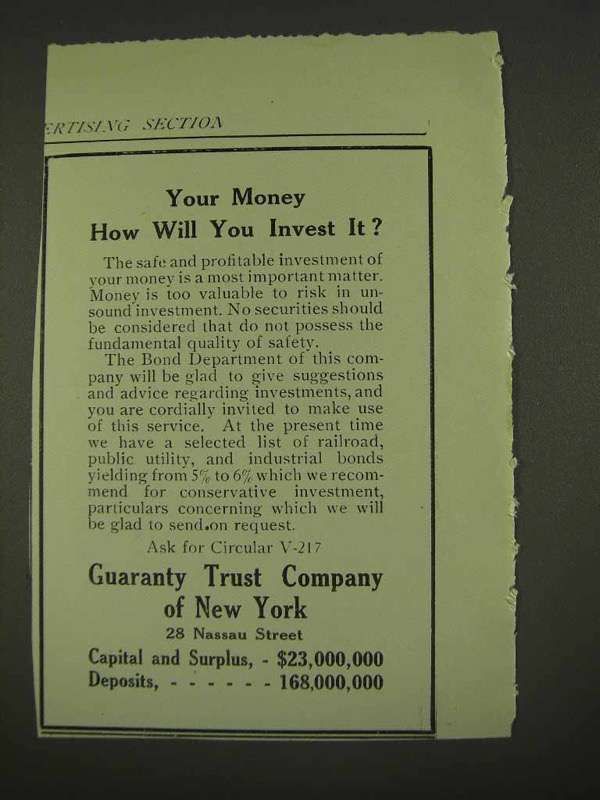 ERTISING SECTION
Your Money
How Will You Invest It?
The safe and profitable investment of
your money is a most important matter.
Money is too valuable to risk in un-
sound investment. No securities should
be considered that do not possess the
fundamental quality of safety.
The Bond Department of this com-
pany will be glad to give suggestions
and advice regarding investments, and
you are cordially invited to make use
of this service. At the present time
we have a selected list of railroad,
public utility, and industrial bonds
yielding from 5% to 6% which we recom-
mend for conservative investment,
particulars concerning which we will
be glad to send on request.
Ask for Circular V-217
Guaranty Trust Company
of New York
28 Nassau Street
Capital and Surplus, - $23,000,000
Deposits, - - - - - - 168,000,000